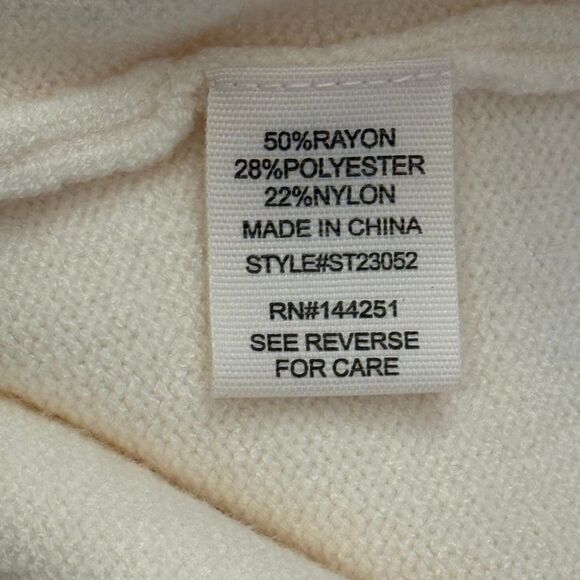 50%RAYON
28%POLYESTER
22%NYLON
MADE IN CHINA
STYLE#ST23052
RN#144251
SEE REVERSE
FOR CARE